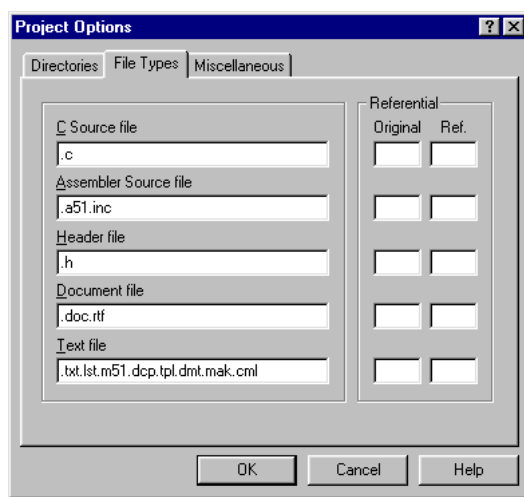 Project Options
Directories File Types Miscellaneous
Referential
C Source file Original Ref.
.c
Assembler Source file
.a51.inc
Header file
.h
Document file
.doc.rtf
Text file
.txt.lst.m51.dcp.tpl.dmt.mak.cml
OK Cancel Help